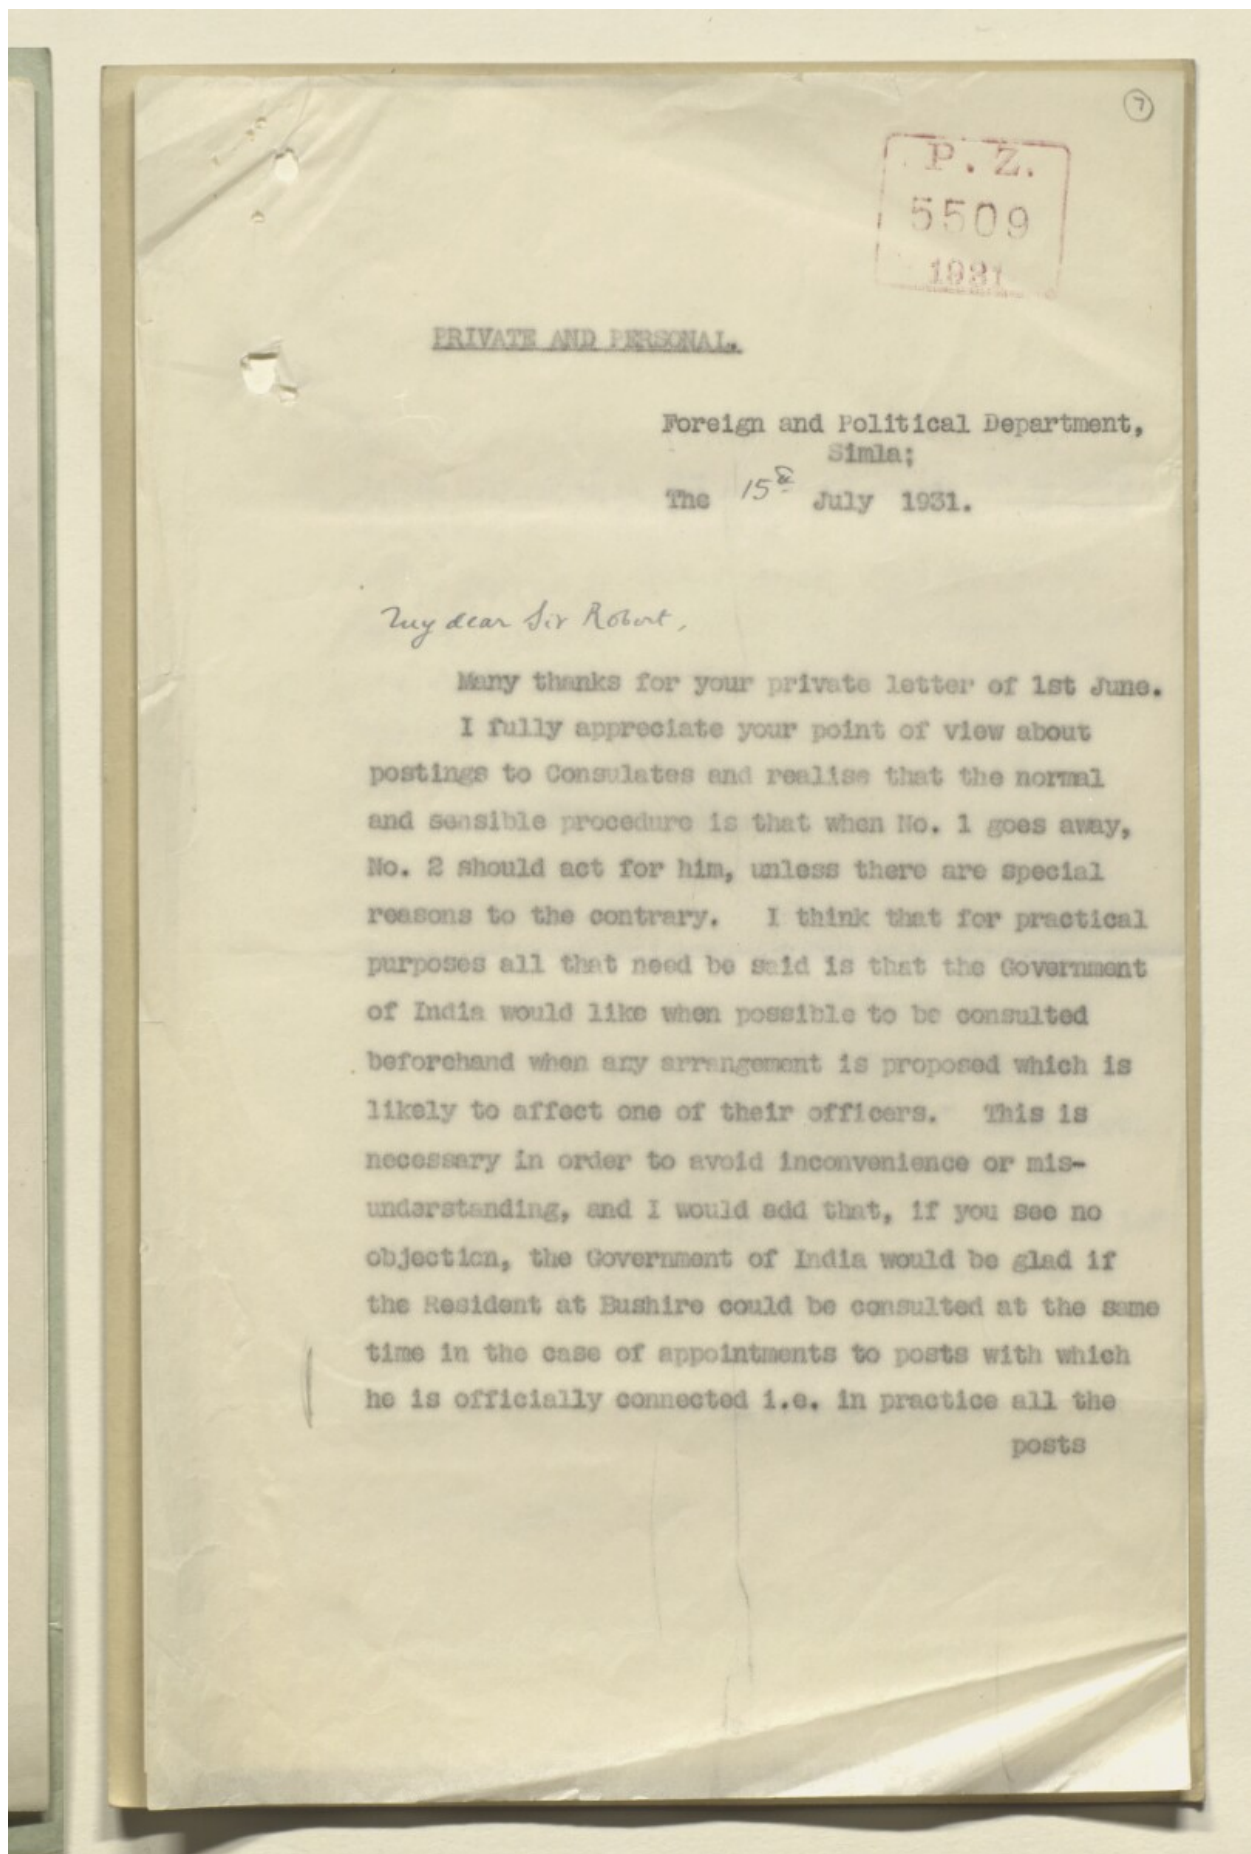 7
P. Z.
5509
1931
PRIVATE AND PERSONAL.
Foreign and Political Department,
Simla;
The 15th July 1931.
My dear Sir Robert,
Many thanks for your private letter of 1st June.
I fully appreciate your point of view about
postings to Consulates and realise that the normal
and sensible procedure is that when No. 1 goes away,
No. 2 should act for him, unless there are special
reasons to the contrary. I think that for practical
purposes all that need be said is that the Government
of India would like when possible to be consulted
beforehand when any arrangement is proposed which is
likely to affect one of their officers. This is
necessary in order to avoid inconvenience or mis-
understanding, and I would add that, if you see no
objection, the Government of India would be glad if
the Resident at Bushire could be consulted at the same
time in the case of appointments to posts with which
he is officially connected i.e. in practice all the
posts